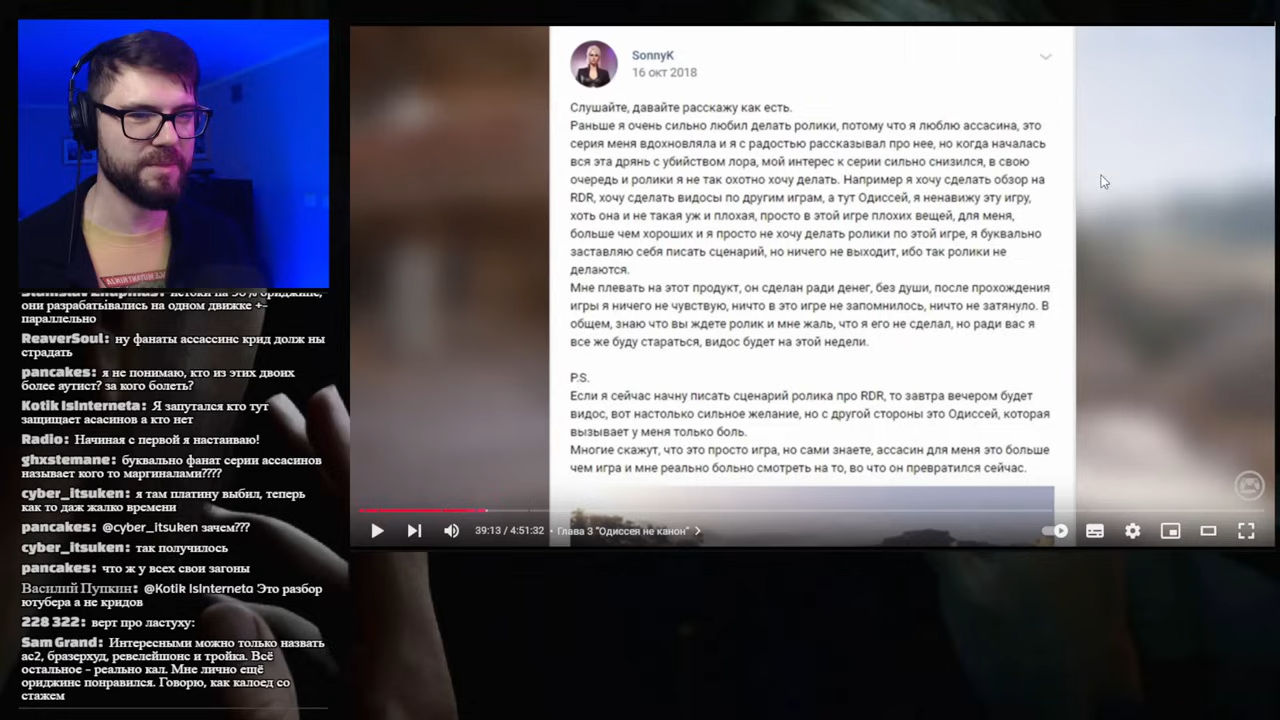 SonnyK
16 окт 2018
Слушайте, давайте расскажу как есть.
Раньше я очень сильно любил делать ролики, потому что я люблю ассасина, это
серия меня вдохновляла и я с радостью рассказывал про нее, но когда началась
вся эта дрянь с убийством лора, мой интерес к серии сильно снизился, в свою
очередь и ролики я не так охотно хочу делать. Например я хочу сделать обзор на
RDR, хочу сделать видосы по другим играм, а тут Одиссей, я ненавижу эту игру,
хоть она и не такая уж и плохая, просто в этой игре плохих вещей, для меня,
больше чем хороших и я просто не хочу делать ролики по этой игре, я буквально
заставляю себя писать сценарий, но ничего не выходит, ибо так ролики не
делаются.
Мне плевать на этот продукт, он сделан ради денег, без души, после прохождения
игры я ничего не чувствую, ничто в это игре не запомнилось, ничто не затянуло. В
общем, знаю что вы ждете ролик и мне жаль, что я его не сделал, но ради вас я
все же буду стараться, видос будет на этой недели.
P.S.
Если я сейчас начну писать сценарий ролика про RDR, то завтра вечером будет
видос, вот настолько сильное желание, но с другой стороны это Одиссей, которая
вызывает у меня только боль.
Многие скажут, что это просто игра, но сами знаете, ассасин для меня это больше
чем игра и мне реально больно смотреть на то, во что он превратился сейчас.
39:13 / 4:51:32 • Глава 3 "Одиссея не канон"
они разрабатывались на одном движке +-
параллельно
ReaverSoul: ну фанаты ассассинс крид долж ны
страдать
pancakes: я не понимаю, кто из этих двоих
более аутист? за кого болеть?
Kotik IsInterneta: Я запутался кто тут
защищает асасинов а кто нет
Radio: Начиная с первой я настаиваю!
ghxstemane: буквально фанат серии ассасинов
называет кого то маргиналами????
cyber_itsuken: я там платину выбил, теперь
как то даж жалко времени
pancakes: @cyber_itsuken зачем???
cyber_itsuken: так получилось
pancakes: что ж у всех свои загоны
Василий Пупкин: @Kotik IsInterneta Это разбор
ютубера а не кридов
228 322: верт про ластуху:
Sam Grand: Интересными можно только назвать
ас2, бразерхуд, ревелейшонс и тройка. Всё
остальное - реально кал. Мне лично ещё
ориджинс понравился. Говорю, как калоед со
стажем